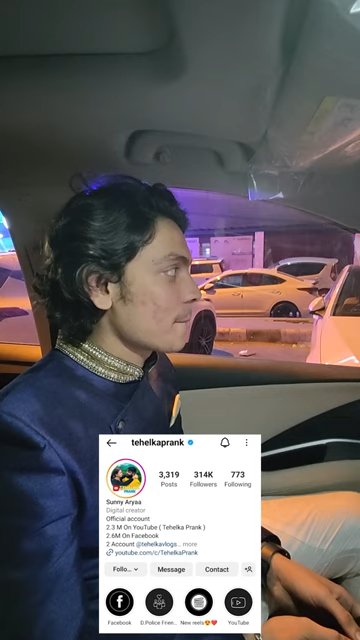 tehelkaprank
3,319 314K 773
Posts Followers Following
Sunny Aryaa
Digital creator
Official account
2.3 M On YouTube ( Tehelka Prank )
2.6M On Facebook
2 Account @tehelkavlogs... more
youtube.com/c/TehelkaPrank
Follo... Message Contact
Facebook D.Police Frien... New reels😍❤️ YouTube